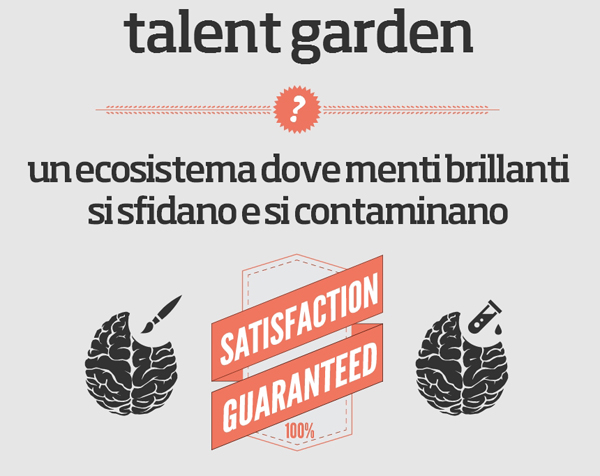 talent garden
?
un ecosistema dove menti brillanti
si sfidano e si contaminano
SATISFACTION
GUARANTEED
100%